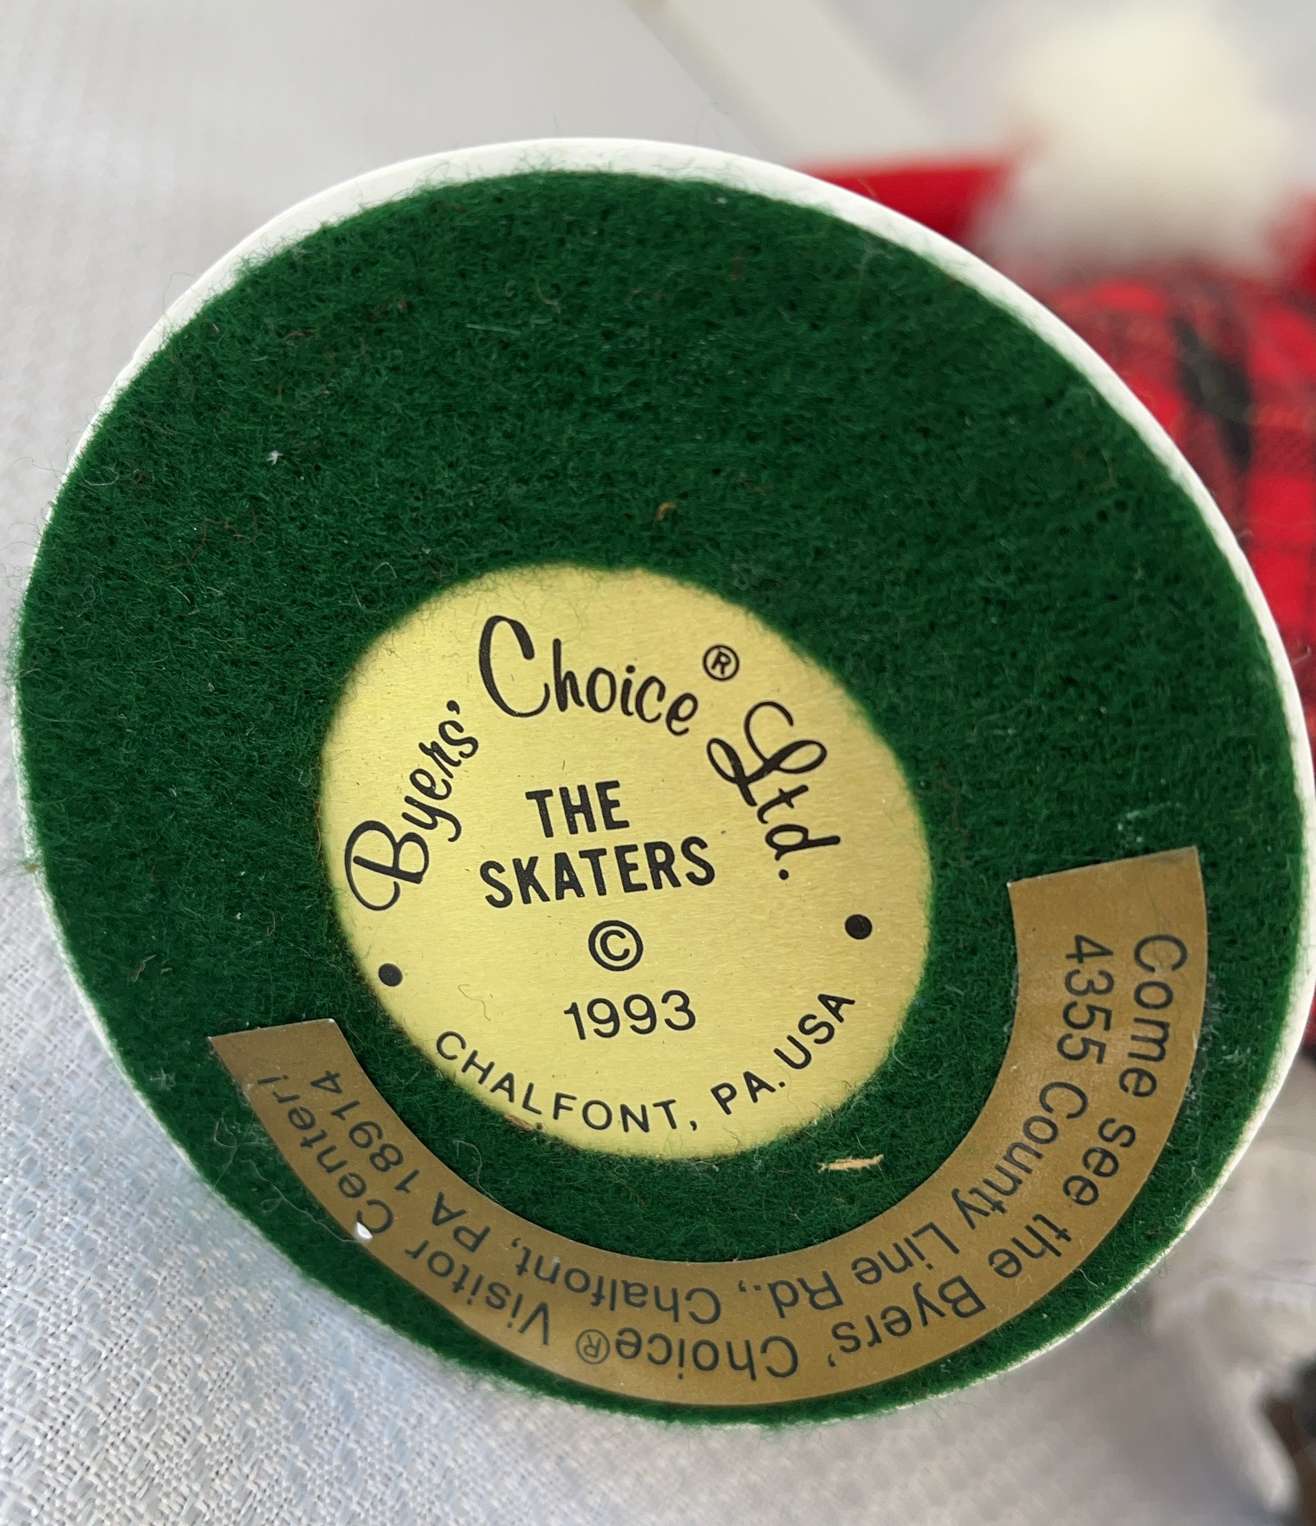 Byers' Choice® Ltd.
THE
SKATERS
©
1993
CHALFONT, PA. USA
Come see the Byers' Choice® Visitor Center!
4355 County Line Rd., Chalfont, PA 18914